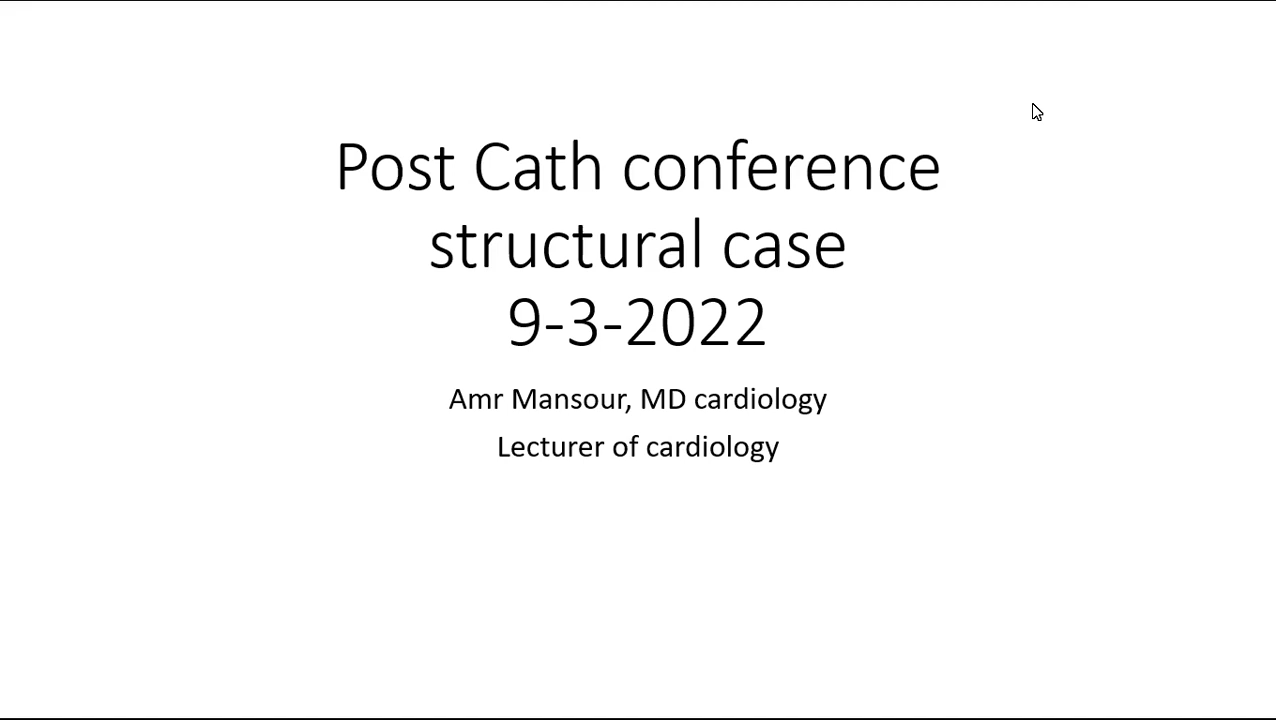 Post Cath conference
structural case
9-3-2022
Amr Mansour, MD cardiology
Lecturer of cardiology